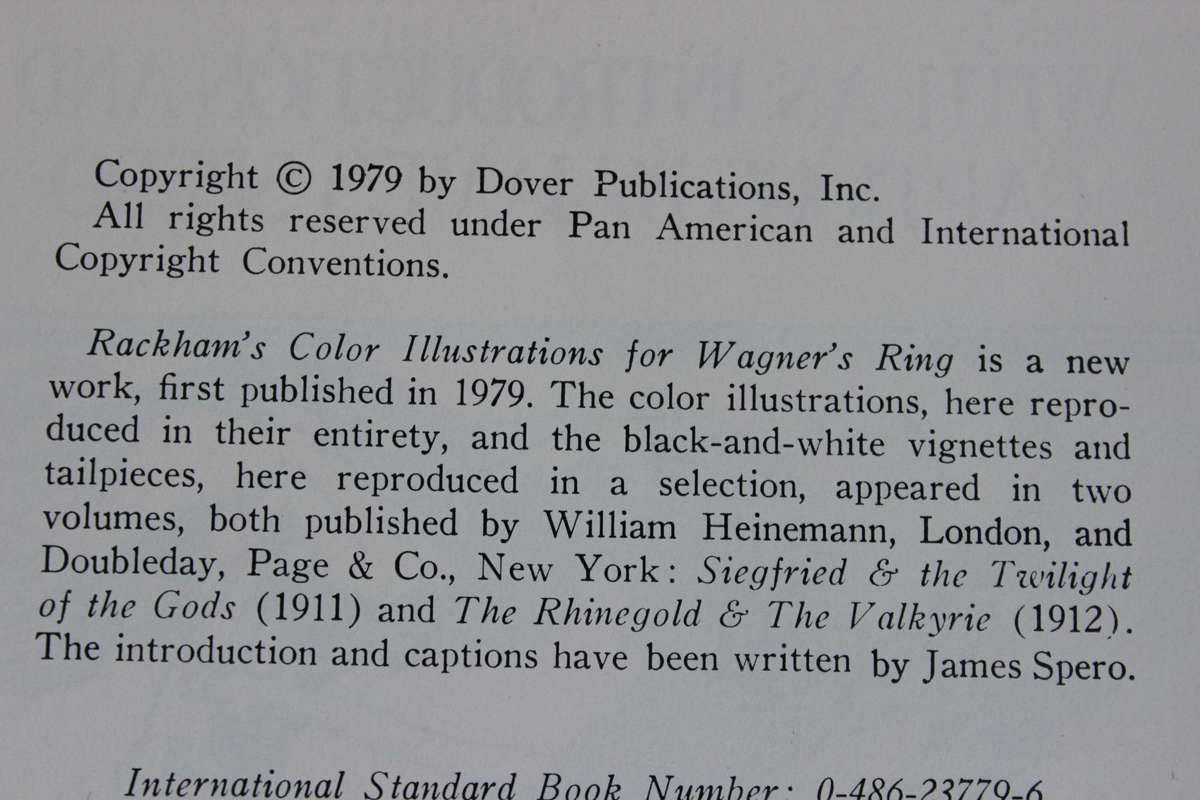 Copyright © 1979 by Dover Publications, Inc.
All rights reserved under Pan American and International
Copyright Conventions.
Rackham's Color Illustrations for Wagner's Ring is a new
work, first published in 1979. The color illustrations, here repro-
duced in their entirety, and the black-and-white vignettes and
tailpieces, here reproduced in a selection, appeared in two
volumes, both published by William Heinemann, London, and
Doubleday, Page & Co., New York: Siegfried & the Twilight
of the Gods (1911) and The Rhinegold & The Valkyrie (1912).
The introduction and captions have been written by James Spero.
International Standard Book Number: 0-486-23779-6